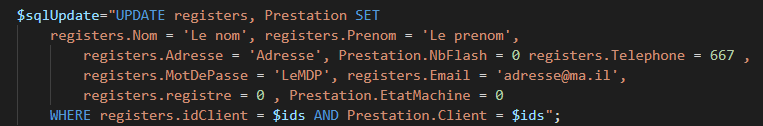 $sqlUpdate="UPDATE registers, Prestation SET
registers.Nom = 'Le nom', registers.Prenom = 'Le prenom',
registers.Adresse = 'Adresse', Prestation.NbFlash = 0 registers.Telephone = 667 ,
registers.MotDePasse = 'LeMDP', registers.Email = 'adresse@ma.il',
registers.registre = 0 , Prestation.EtatMachine = 0
WHERE registers.idClient = $ids AND Prestation.Client = $ids";